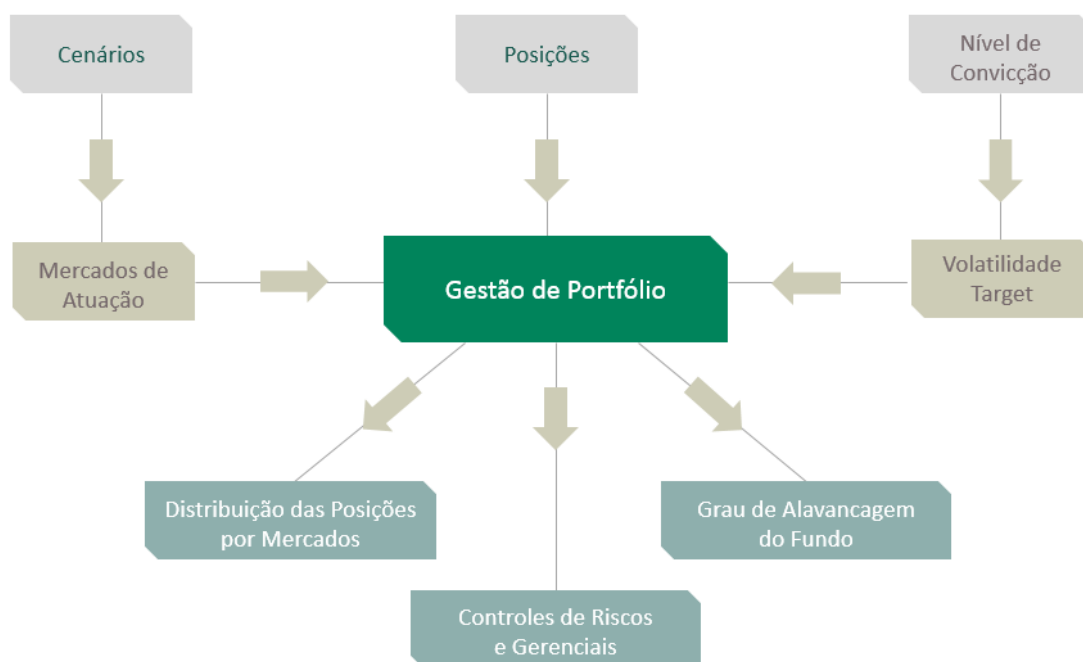 Cenários
Posições
Nível de
Convicção
Mercados de
Atuação
Gestão de Portfólio
Volatilidade
Target
Distribuição das Posições
por Mercados
Grau de Alavancagem
do Fundo
Controles de Riscos
e Gerenciais